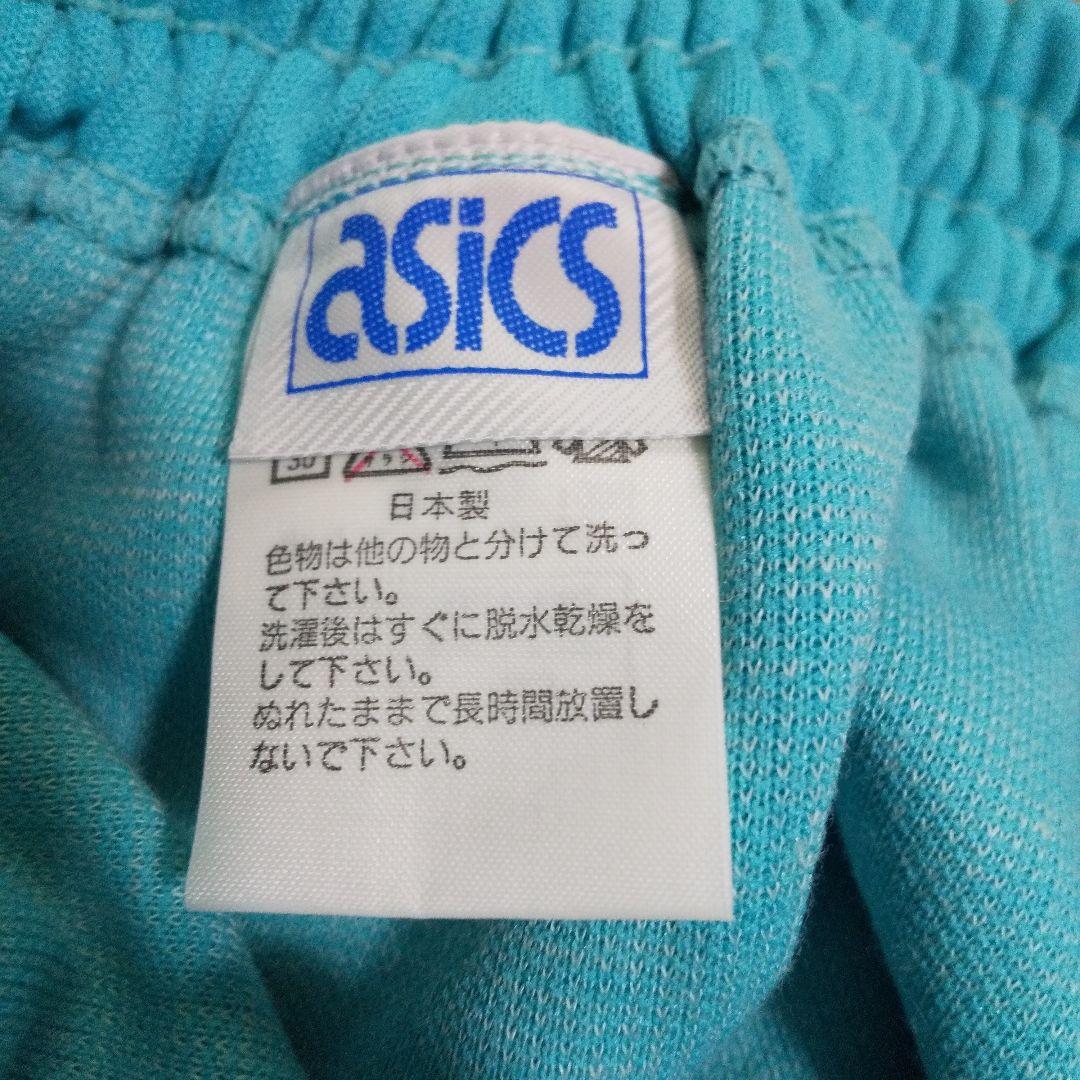 asics
30
日本製
色物は他の物と分けて洗っ
て下さい。
洗濯後はすぐに脱水乾燥を
して下さい。
ぬれたままで長時間放置し
ないで下さい。